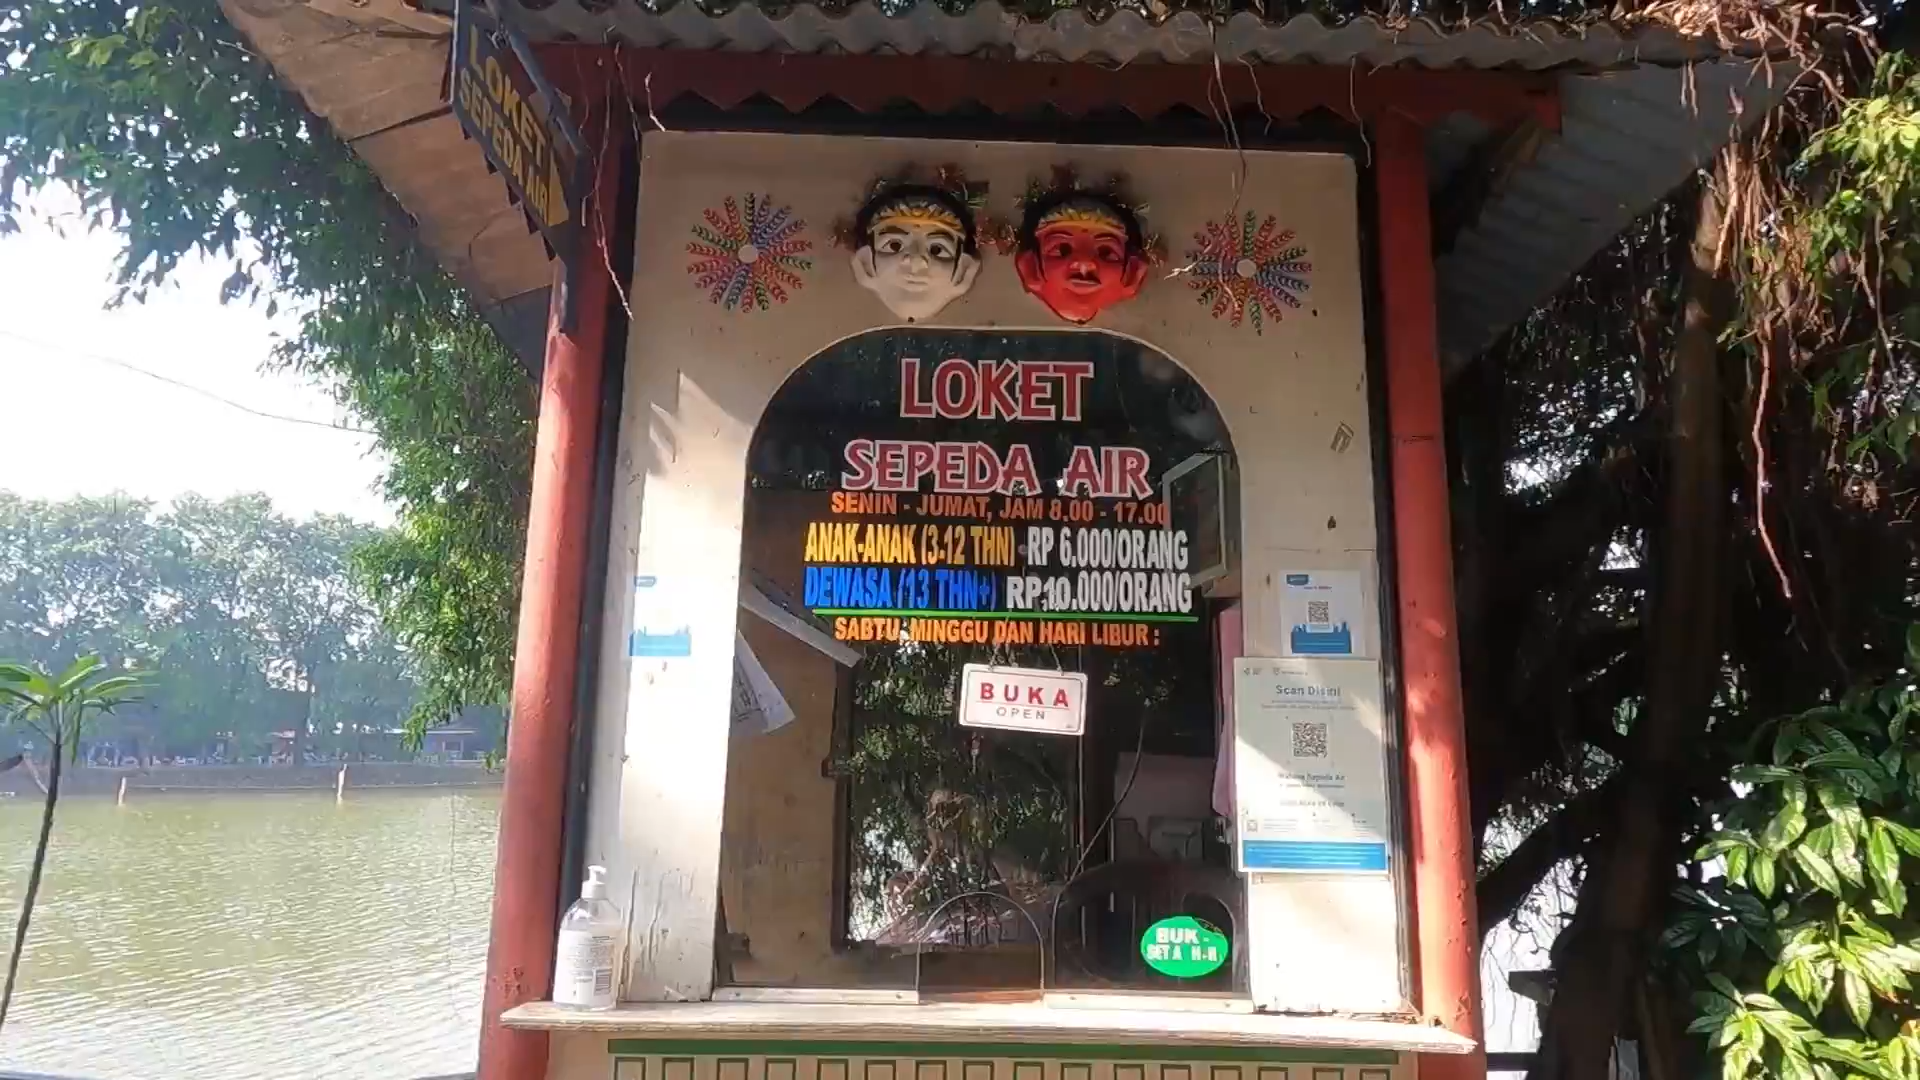 LOKET
SEPEDA AIR
LOKET
SEPEDA AIR
SENIN - JUMAT, JAM 8.00 - 17.00
ANAK-ANAK (3-12 THN) RP 6.000/ORANG
DEWASA (13 THN+) RP.10.000/ORANG
SABTU, MINGGU DAN HARI LIBUR :
BUKA
OPEN
Scan Disini
BUK